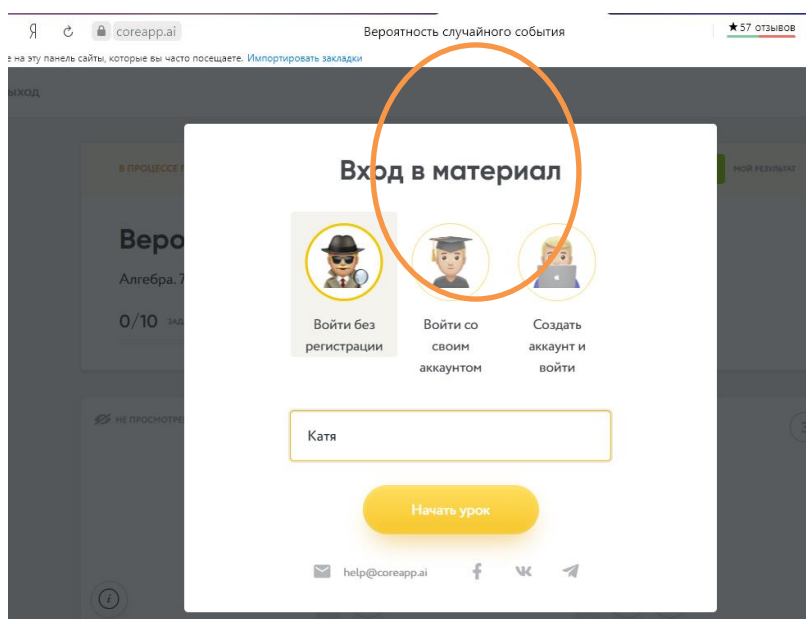 Я coreapp.ai Вероятность случайного события ★57 отзывов
е на эту панель сайты, которые вы часто посещаете. Импортировать закладки
ыход
В ПРОЦЕССЕ
МОЙ РЕЗУЛЬТАТ
Вход в материал
Веро
Алгебра. 7
0/10 ЗАД
Войти без
регистрации
Войти со
своим
аккаунтом
Создать
аккаунт и
войти
НЕ ПРОСМОТРЕ
Катя
Начать урок
help@coreapp.ai